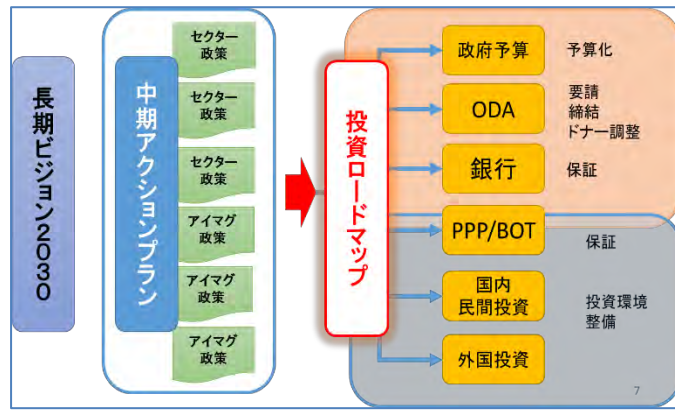 長期ビジョン2030
中期アクションプラン
セクター
政策
セクター
政策
セクター
政策
アイマグ
政策
アイマグ
政策
アイマグ
政策
投資ロードマップ
政府予算
予算化
ODA
要請
締結
ドナー調整
銀行
保証
PPP/BOT
保証
国内
民間投資
投資環境
整備
外国投資
7